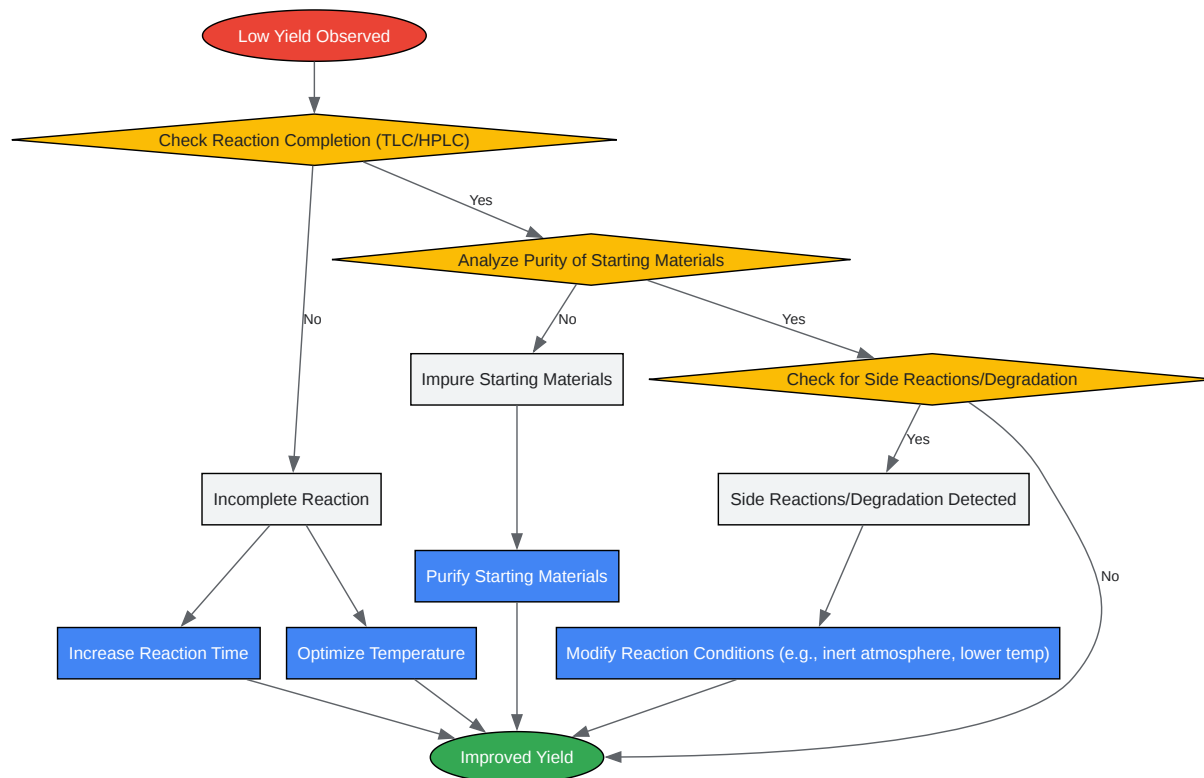 Low Yield Observed
Check Reaction Completion (TLC/HPLC)
Yes
Analyze Purity of Starting Materials
No
No
Yes
Impure Starting Materials
Check for Side Reactions/Degradation
Yes
Incomplete Reaction
Side Reactions/Degradation Detected
Purify Starting Materials
No
Increase Reaction Time
Optimize Temperature
Modify Reaction Conditions (e.g., inert atmosphere, lower temp)
Improved Yield